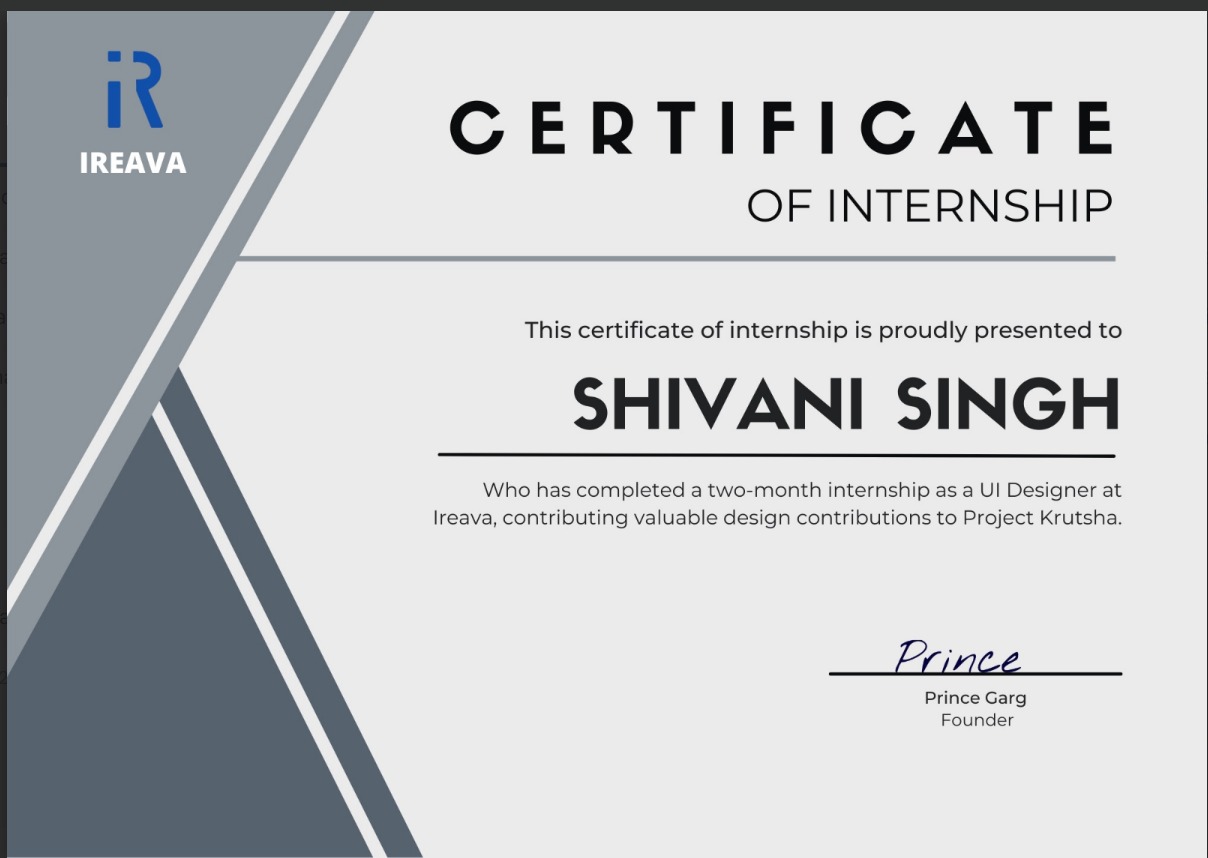 iR
IREAVA
CERTIFICATE
OF INTERNSHIP
This certificate of internship is proudly presented to
SHIVANI SINGH
Who has completed a two-month internship as a UI Designer at
Ireava, contributing valuable design contributions to Project Krutsha.
Prince
Prince Garg
Founder